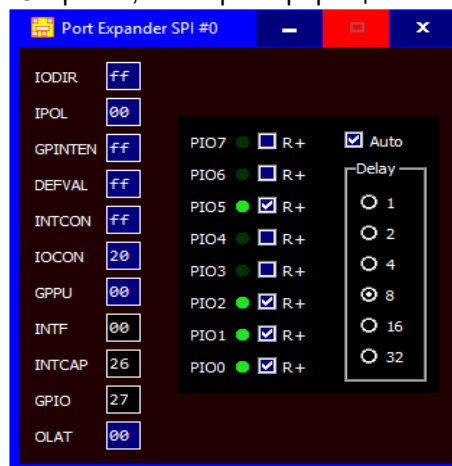 Port Expander SPI #0
IODIR ff
IPOL 00
GPINTEN ff
DEFVAL ff
INTCON ff
IOCON 20
GPPU 00
INTF 00
INTCAP 26
GPIO 27
OLAT 00
PIO7 R+
PIO6 R+
PIO5 R+
PIO4 R+
PIO3 R+
PIO2 R+
PIO1 R+
PIO0 R+
Auto
Delay
1
2
4
8
16
32